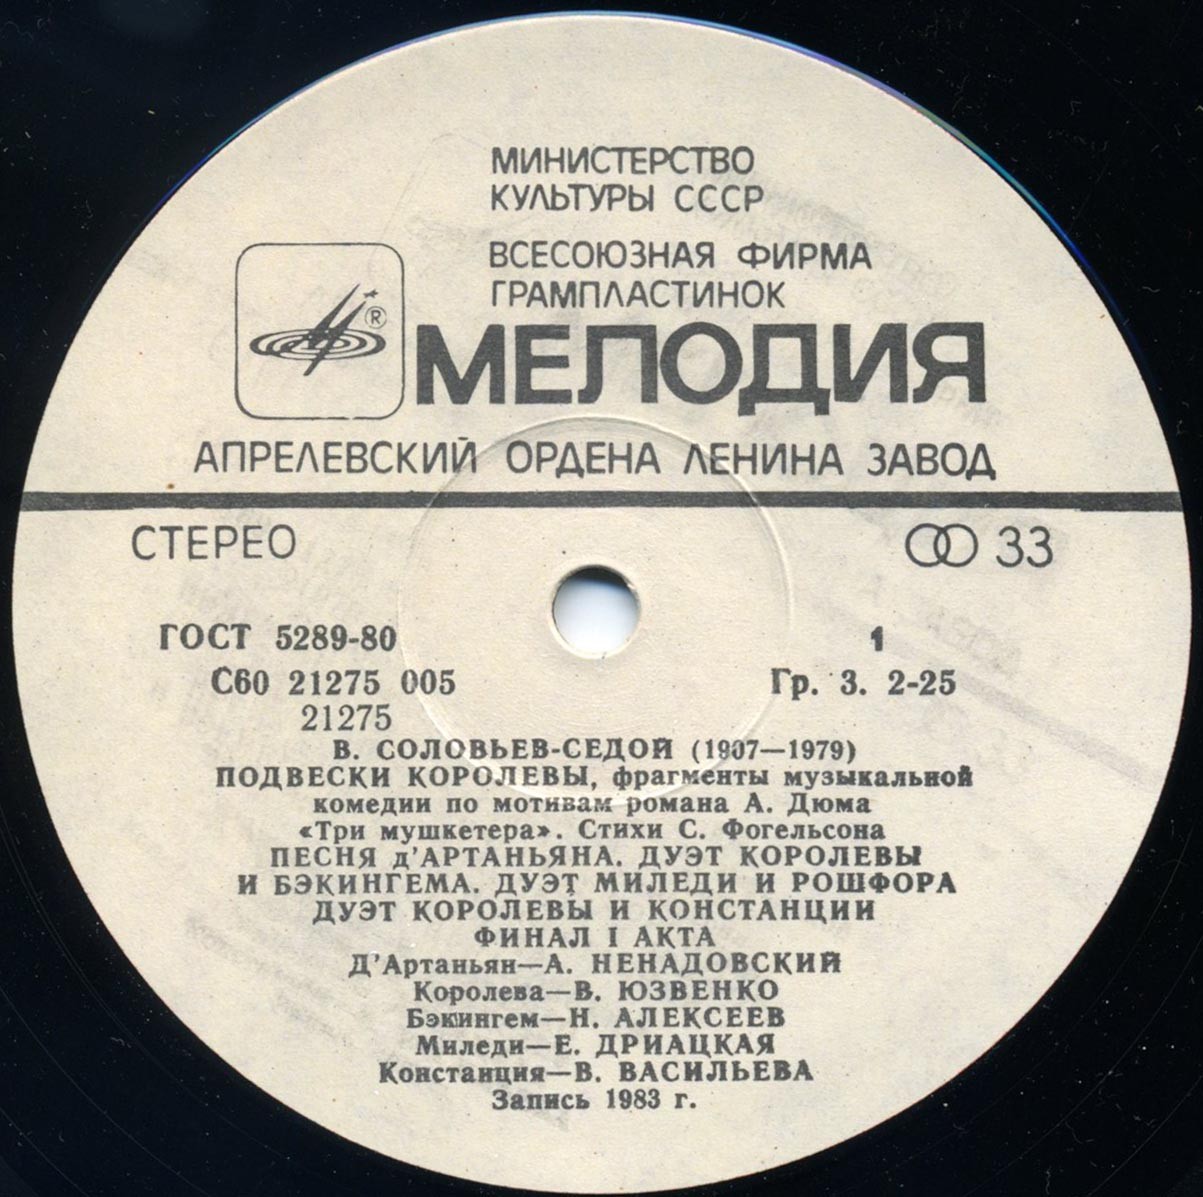 МИНИСТЕРСТВО
КУЛЬТУРЫ СССР
ВСЕСОЮЗНАЯ ФИРМА
ГРАМПЛАСТИНОК
®
МЕЛОДИЯ
АПРЕЛЕВСКИЙ ОРДЕНА ЛЕНИНА ЗАВОД
СТЕРЕО 33
ГОСТ 5289-80 1
С60 21275 005 Гр. 3. 2-25
21275
В. СОЛОВЬЕВ-СЕДОЙ (1907—1979)
ПОДВЕСКИ КОРОЛЕВЫ, фрагменты музыкальной
комедии по мотивам романа А. Дюма
«Три мушкетера». Стихи С. Фогельсона
ПЕСНЯ д'АРТАНЬЯНА. ДУЭТ КОРОЛЕВЫ
И БЭКИНГЕМА. ДУЭТ МИЛЕДИ И РОШФОРА
ДУЭТ КОРОЛЕВЫ И КОНСТАНЦИИ
ФИНАЛ I АКТА
Д'Артаньян—А. НЕНАДОВСКИЙ
Королева—В. ЮЗВЕНКО
Бэкингем—Н. АЛЕКСЕЕВ
Миледи—Е. ДРИАЦКАЯ
Констанция—В. ВАСИЛЬЕВА
Запись 1983 г.